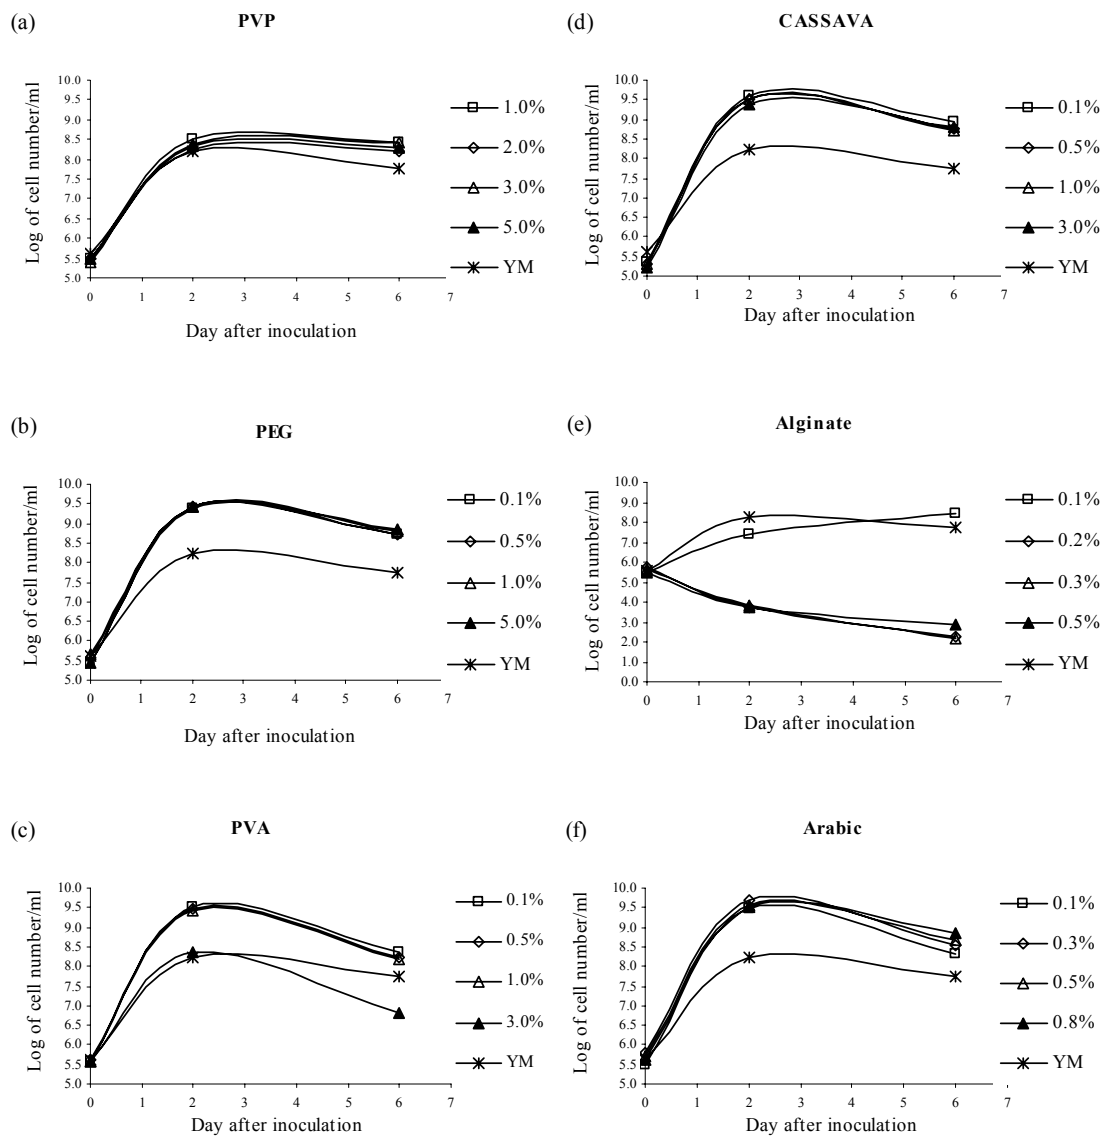 (a)
PVP
Log of cell number/ml
10.0
9.5
9.0
8.5
8.0
7.5
7.0
6.5
6.0
5.5
5.0
0 1 2 3 4 5 6 7
Day after inoculation
1.0%
2.0%
3.0%
5.0%
YM
(d)
CASSAVA
Log of cell number/ml
10.0
9.5
9.0
8.5
8.0
7.5
7.0
6.5
6.0
5.5
5.0
0 1 2 3 4 5 6 7
Day after inoculation
0.1%
0.5%
1.0%
3.0%
YM
(b)
PEG
Log of cell number/ml
10.0
9.5
9.0
8.5
8.0
7.5
7.0
6.5
6.0
5.5
5.0
0 1 2 3 4 5 6 7
Day after inoculation
0.1%
0.5%
1.0%
5.0%
YM
(e)
Alginate
Log of cell number/ml
10.0
9.0
8.0
7.0
6.0
5.0
4.0
3.0
2.0
1.0
0.0
0 1 2 3 4 5 6 7
Day after inoculation
0.1%
0.2%
0.3%
0.5%
YM
(c)
PVA
Log of cell number/ml
10.0
9.5
9.0
8.5
8.0
7.5
7.0
6.5
6.0
5.5
5.0
0 1 2 3 4 5 6 7
Day after inoculation
0.1%
0.5%
1.0%
3.0%
YM
(f)
Arabic
Log of cell number/ml
10.0
9.5
9.0
8.5
8.0
7.5
7.0
6.5
6.0
5.5
5.0
0 1 2 3 4 5 6 7
Day after inoculation
0.1%
0.3%
0.5%
0.8%
YM